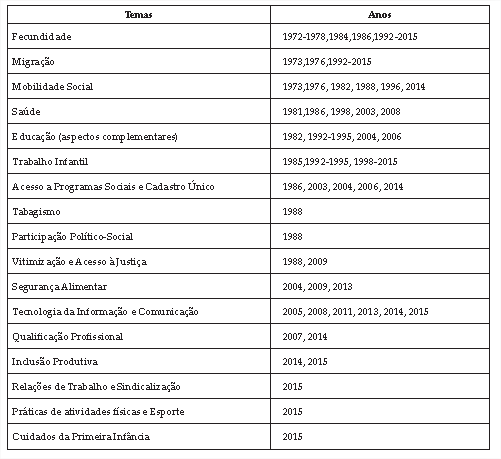 Temas Anos
Fecundidade 1972-1978,1984,1986,1992-2015
Migração 1973,1976,1992-2015
Mobilidade Social 1973,1976, 1982, 1988, 1996, 2014
Saúde 1981,1986, 1998, 2003, 2008
Educação (aspectos complementares) 1982, 1992-1995, 2004, 2006
Trabalho Infantil 1985,1992-1995, 1998-2015
Acesso a Programas Sociais e Cadastro Único 1986, 2003, 2004, 2006, 2014
Tabagismo 1988
Participação Político-Social 1988
Vitimização e Acesso à Justiça 1988, 2009
Segurança Alimentar 2004, 2009, 2013
Tecnologia da Informação e Comunicação 2005, 2008, 2011, 2013, 2014, 2015
Qualificação Profissional 2007, 2014
Inclusão Produtiva 2014, 2015
Relações de Trabalho e Sindicalização 2015
Práticas de atividades físicas e Esporte 2015
Cuidados da Primeira Infância 2015